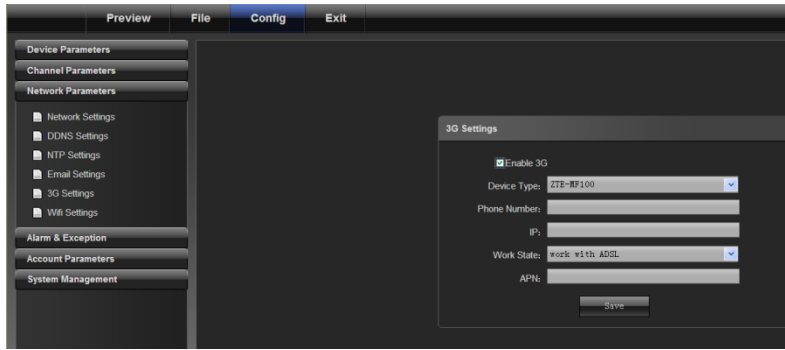 Preview File Config Exit
Device Parameters
Channel Parameters
Network Parameters
Network Settings
DDNS Settings
NTP Settings
Email Settings
3G Settings
Wifi Settings
Alarm & Exception
Account Parameters
System Management
3G Settings
Enable 3G
Device Type: ZTE-MF100
Phone Number:
IP:
Work State: work with ADSL
APN:
Save